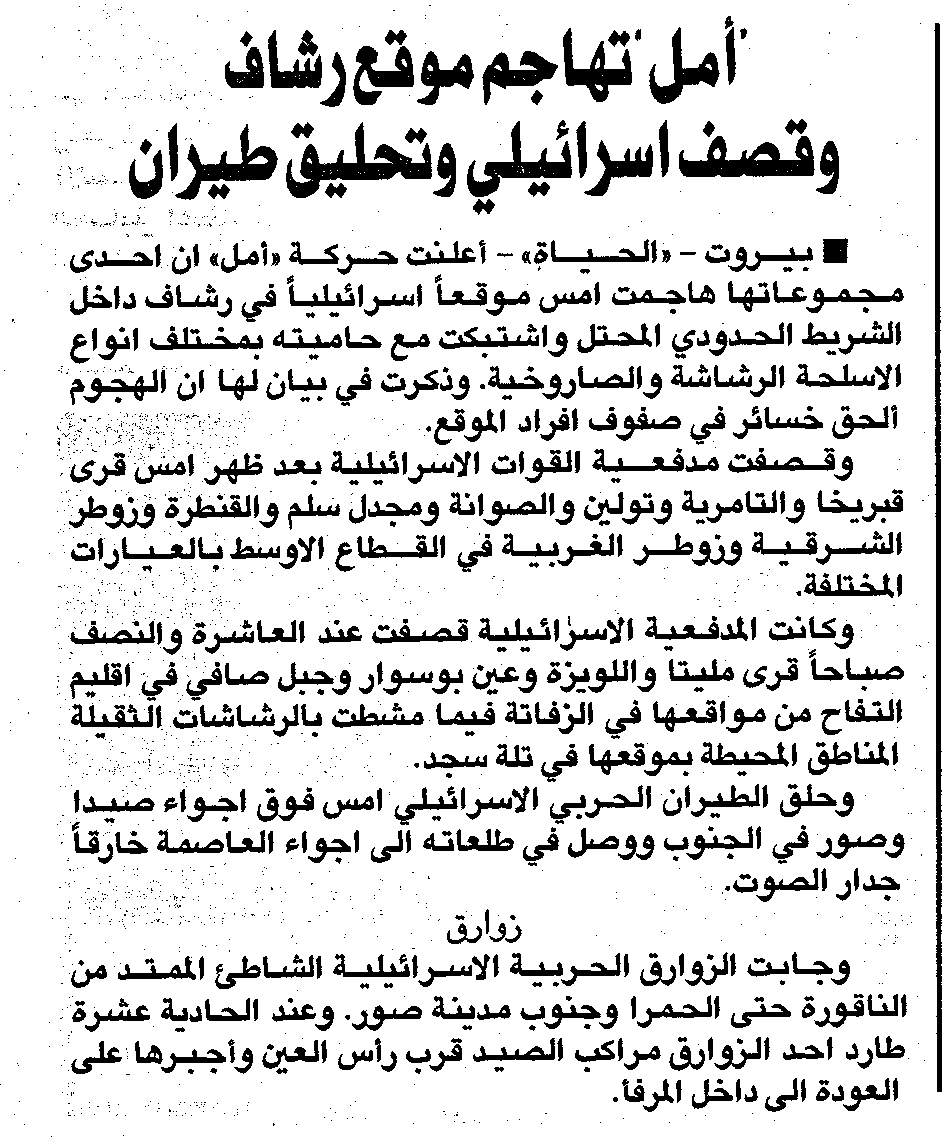 "أمل" تهاجم موقع رشاف
وقصف اسرائيلي وتحليق طيران
■ بيروت - «الحياة» - أعلنت حركة «أمل» ان احدى
مجموعاتها هاجمت امس موقعاً اسرائيلياً في رشاف داخل
الشريط الحدودي المحتل واشتبكت مع حاميته بمختلف انواع
الاسلحة الرشاشة والصاروخية. وذكرت في بيان لها ان الهجوم
ألحق خسائر في صفوف افراد الموقع.
وقصفت مدفعية القوات الاسرائيلية بعد ظهر امس قرى
قبريخا والتامرية وتولين والصوانة ومجدل سلم والقنطرة وزوطر
الشرقية وزوطر الغربية في القطاع الاوسط بالعيارات
المختلفة.
وكانت المدفعية الاسرائيلية قصفت عند العاشرة والنصف
صباحاً قرى مليتا واللويزة وعين بوسوار وجبل صافي في اقليم
التفاح من مواقعها في الزفاتة فيما مشطت بالرشاشات الثقيلة
المناطق المحيطة بموقعها في تلة سجد.
وحلق الطيران الحربي الاسرائيلي امس فوق اجواء صيدا
وصور في الجنوب ووصل في طلعاته الى اجواء العاصمة خارقاً
جدار الصوت.
زوارق
وجابت الزوارق الحربية الاسرائيلية الشاطئ الممتد من
الناقورة حتى الحمرا وجنوب مدينة صور. وعند الحادية عشرة
طارد احد الزوارق مراكب الصيد قرب رأس العين وأجبرها على
العودة الى داخل المرفأ.